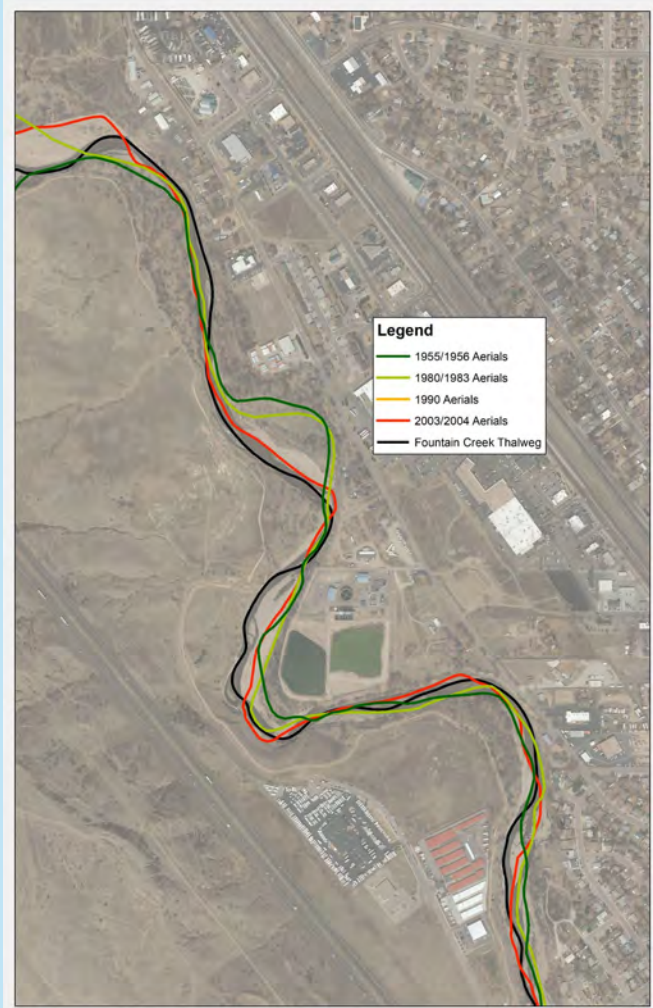 Legend
1955/1956 Aerials
1980/1983 Aerials
1990 Aerials
2003/2004 Aerials
Fountain Creek Thalweg